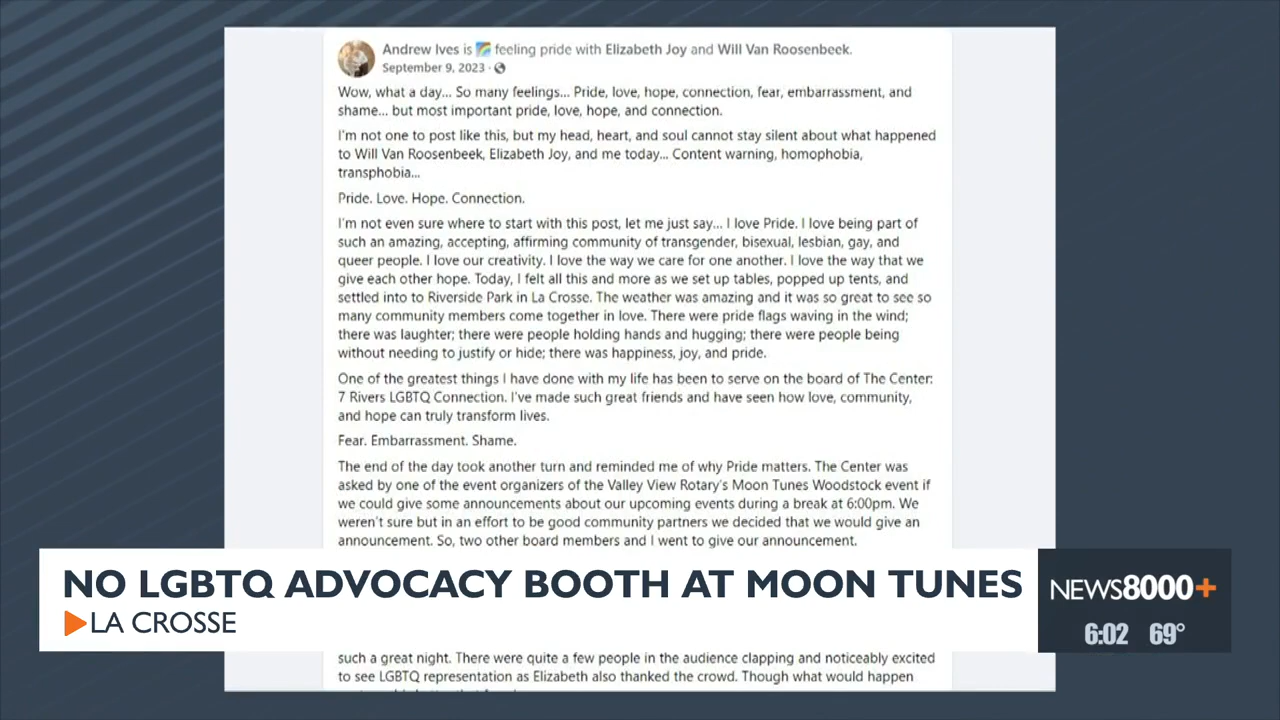 Andrew Ives is feeling pride with Elizabeth Joy and Will Van Roosenbeek.
September 9, 2023 ·
Wow, what a day... So many feelings... Pride, love, hope, connection, fear, embarrassment, and
shame... but most important pride, love, hope, and connection.
I'm not one to post like this, but my head, heart, and soul cannot stay silent about what happened
to Will Van Roosenbeek, Elizabeth Joy, and me today... Content warning, homophobia,
transphobia...
Pride. Love. Hope. Connection.
I'm not even sure where to start with this post, let me just say... I love Pride. I love being part of
such an amazing, accepting, affirming community of transgender, bisexual, lesbian, gay, and
queer people. I love our creativity. I love the way we care for one another. I love the way that we
give each other hope. Today, I felt all this and more as we set up tables, popped up tents, and
settled into to Riverside Park in La Crosse. The weather was amazing and it was so great to see so
many community members come together in love. There were pride flags waving in the wind;
there was laughter; there were people holding hands and hugging; there were people being
without needing to justify or hide; there was happiness, joy, and pride.
One of the greatest things I have done with my life has been to serve on the board of The Center:
7 Rivers LGBTQ Connection. I've made such great friends and have seen how love, community,
and hope can truly transform lives.
Fear. Embarrassment. Shame.
The end of the day took another turn and reminded me of why Pride matters. The Center was
asked by one of the event organizers of the Valley View Rotary's Moon Tunes Woodstock event if
we could give some announcements about our upcoming events during a break at 6:00pm. We
weren't sure but in an effort to be good community partners we decided that we would give an
announcement. So, two other board members and I went to give our announcement.
NO LGBTQ ADVOCACY BOOTH AT MOON TUNES
LA CROSSE
NEWS8000+
6:02 69°
such a great night. There were quite a few people in the audience clapping and noticeably excited
to see LGBTQ representation as Elizabeth also thanked the crowd. Though what would happen